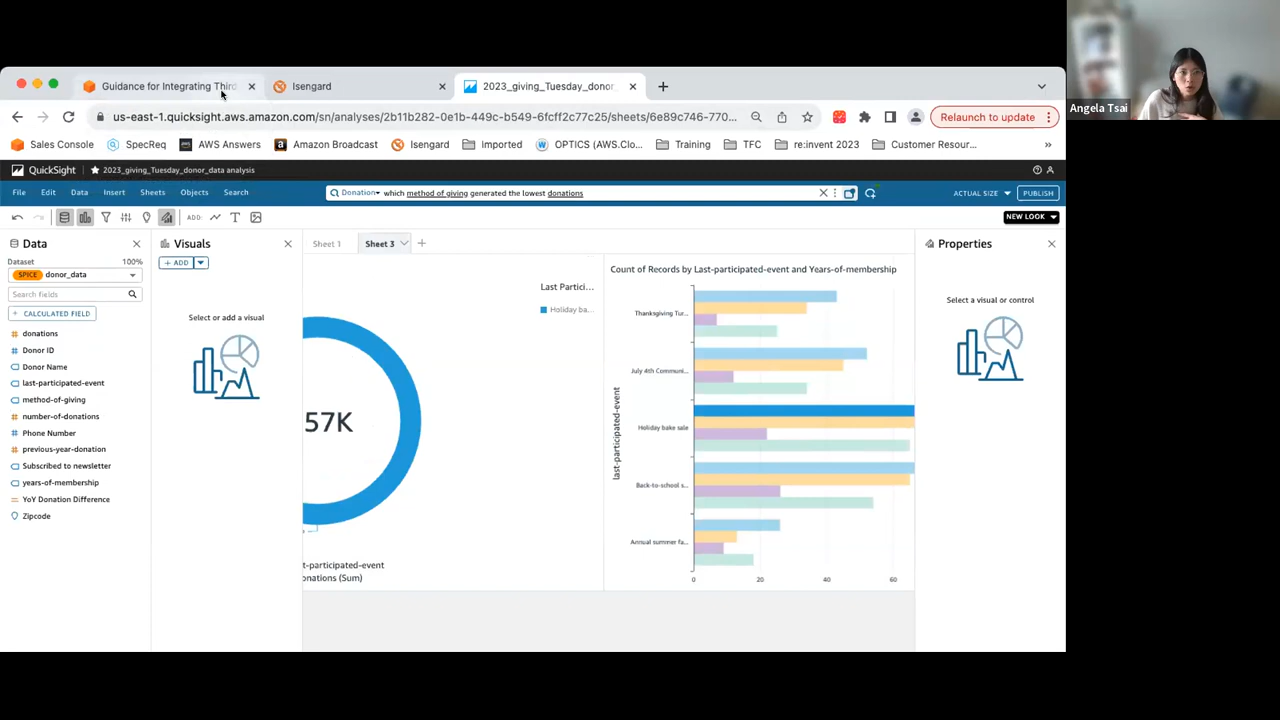 Guidance for Integrating Third
Isengard
2023_giving_Tuesday_donor_
us-east-1.quicksight.aws.amazon.com/sn/analysis/2b11b282-0e1b-449c-b549-6fcff2c77c25/sheets/6e89c746-770...
Relaunch to update
Sales Console
SpecReq
AWS Answers
Amazon Broadcast
Isengard
Imported
OPTICS (AWS.Clo...
Training
TFC
re:invent 2023
Customer Resour...
»
QuickSight
2023_giving_Tuesday_donor_data analysis
File
Edit
Data
Insert
Sheets
Objects
Search
Donation which method of giving generated the lowest donations
ACTUAL SIZE
PUBLISH
ADD:
NEW LOOK
Data
Dataset
100%
SPICE donor_data
Search fields
+ CALCULATED FIELD
donations
Donor ID
Donor Name
last-participated-event
method-of-giving
number-of-donations
Phone Number
previous-year-donation
Subscribed to newsletter
years-of-membership
YoY Donation Difference
Zipcode
Visuals
+ ADD
Select or add a visual
Sheet 1
Sheet 3
Last Partici...
Holiday ba...
57K
t-participated-event
onations (Sum)
Count of Records by Last-participated-event and Years-of-membership
last-participated-event
Thanksgiving Tur...
July 4th Communi...
Holiday bake sale
Back-to-school s...
Annual summer fa...
0 20 40 60
Properties
Select a visual or control
Angela Tsai